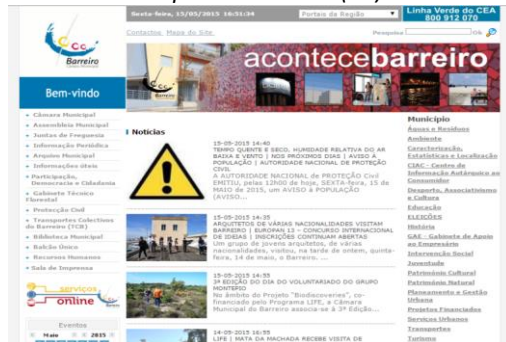 Sexta-feira, 15/05/2015 16:51:34
Portais da Região
Linha Verde do CEA
800 912 070
Contactos Mapa do Site
Pesquisa
Ok
Barreiro
acontecebarreiro
Bem-vindo
Câmara Municipal
Assembleia Municipal
Juntas de Freguesia
Informação Periódica
Arquivo Municipal
Informações úteis
Participação,
Democracia e Cidadania
Gabinete Técnico
Florestal
Protecção Civil
Transportes Colectivos
do Barreiro (TCB)
Biblioteca Municipal
Balcão Único
Recursos Humanos
Sala de Imprensa
serviços
online
Eventos
Maio
2015
Notícias
15-05-2015 14:40
TEMPO QUENTE E SECO, HUMIDADE RELATIVA DO AR
BAIXA E VENTO | NOS PRÓXIMOS DIAS | AVISO À
POPULAÇÃO | AUTORIDADE NACIONAL DE PROTEÇÃO
CIVIL
A AUTORIDADE NACIONAL de PROTEÇÃO Civil
EMITIU, pelas 12H00 de hoje, SEXTA-feira, 15 de
MAIO de 2015, um AVISO à POPULAÇÃO
(AVISO...
15-05-2015 14:35
ARQUITETOS DE VÁRIAS NACIONALIDADES VISITAM
BARREIRO | EUROPAN 13 – CONCURSO INTERNACIONAL
DE IDEIAS | INSCRIÇÕES CONTINUAM ABERTAS
Um grupo de jovens arquitetos, de várias
nacionalidades, visitou, na tarde de ontem, quinta-
feira, 14 de maio, o Barreiro, ...
15-05-2015 14:55
3ª EDIÇÃO DO DIA DO VOLUNTARIADO DO GRUPO
MONTEPIO
No âmbito do Projeto "Biodiscoveries", co-
financiado pelo Programa LIFE, a Câmara
Municipal do Barreiro associa-se à 3ª Edição...
14-05-2015 16:55
LIFE | MATA DA MACHADA RECEBE VISITA DE
Município
Águas e Resíduos
Ambiente
Caracterização,
Estatísticas e Localização
CIAC - Centro de
Informação Autárquico ao
Consumidor
Desporto, Associativismo
e Cultura
Educação
ELEIÇÕES
História
GAE - Gabinete de Apoio
ao Empresário
Intervenção Social
Juventude
Património Cultural
Património Natural
Planeamento e Gestão
Urbana
Projetos Financiados
Serviços Urbanos
Transportes
Turismo